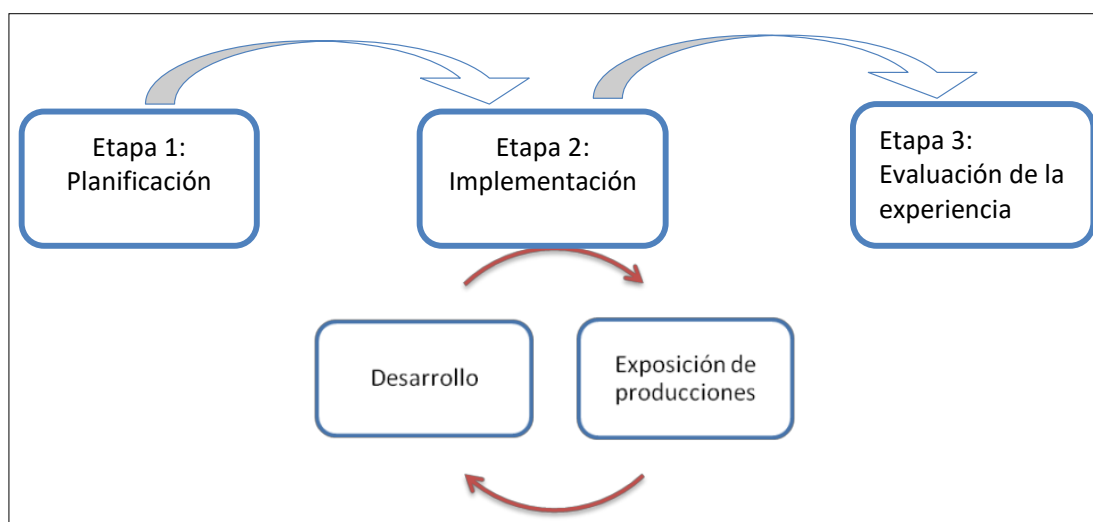 Etapa 1:
Planificación
Etapa 2:
Implementación
Etapa 3:
Evaluación de la
experiencia
Desarrollo
Exposición de
producciones